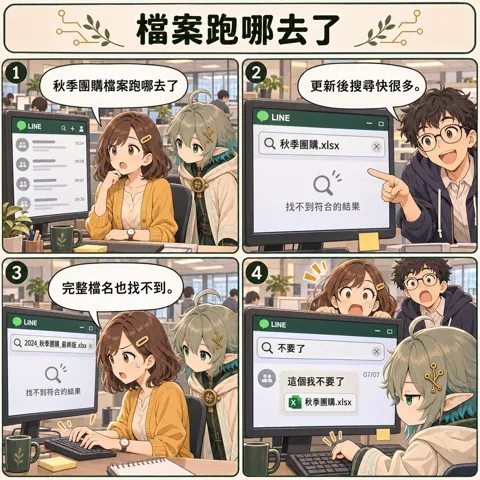 檔案跑哪去了
1
秋季團購檔案跑哪去了
LINE
2
更新後搜尋快很多。
LINE
秋季團購.xlsx
找不到符合的結果
3
完整檔名也找不到。
LINE
2024_秋季團購_最終版.xlsx
找不到符合的結果
4
LINE
不要了
07/07
這個我不要了
秋季團購.xlsx